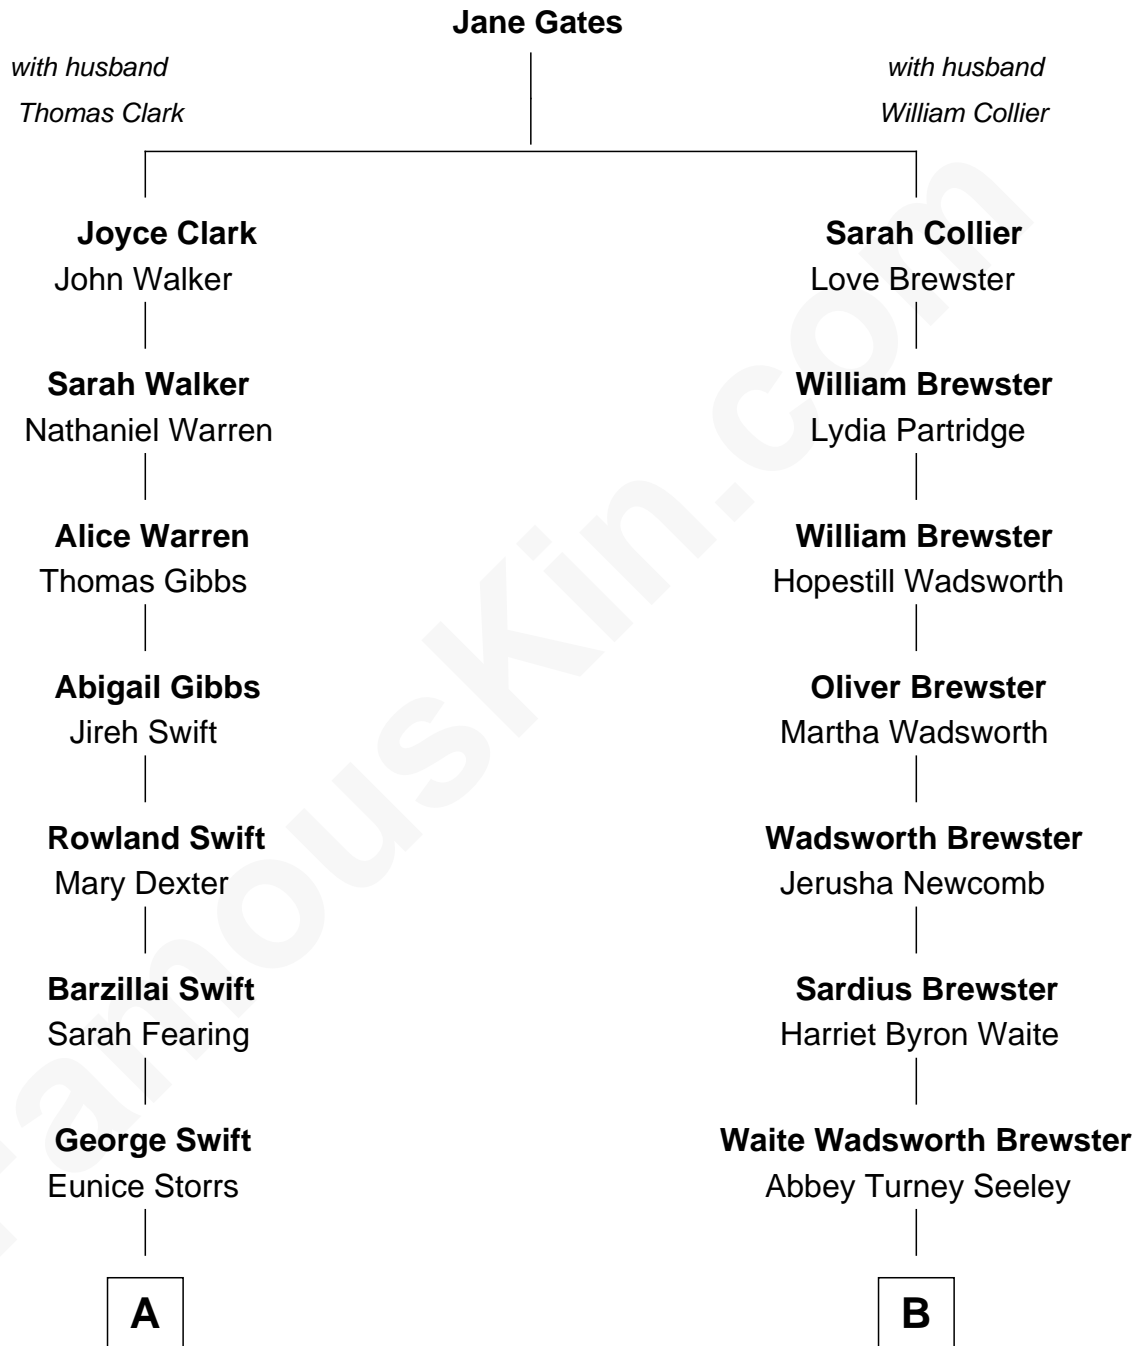 Jane Gates
with husband
Thomas Clark
with husband
William Collier
Joyce Clark
John Walker
Sarah Collier
Love Brewster
Sarah Walker
Nathaniel Warren
William Brewster
Lydia Partridge
Alice Warren
Thomas Gibbs
William Brewster
Hopestill Wadsworth
Abigail Gibbs
Jireh Swift
Oliver Brewster
Martha Wadsworth
Rowland Swift
Mary Dexter
Wadsworth Brewster
Jerusha Newcomb
Barzillai Swift
Sarah Fearing
Sardius Brewster
Harriet Byron Waite
George Swift
Eunice Storrs
Waite Wadsworth Brewster
Abbey Turney Seeley
A
B
FamousKin.com